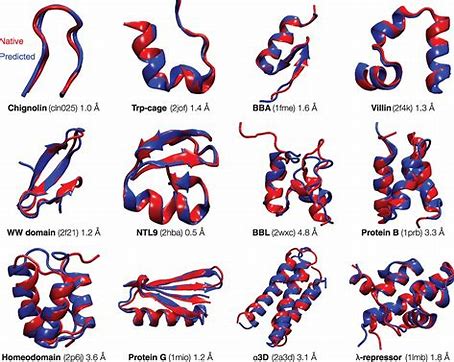 Native
Predicted
Chignolin (cln025) 1.0 Å
Trp-cage (2jof) 1.4 Å
BBA (1fme) 1.6 Å
Villin (2f4k) 1.3 Å
WW domain (2f21) 1.2 Å
NTL9 (2hba) 0.5 Å
BBL (2wxc) 4.8 Å
Protein B (1prb) 3.3 Å
Homeodomain (2p6j) 3.6 Å
Protein G (1mio) 1.2 Å
α3D (2a3d) 3.1 Å
λ-repressor (1lmb) 1.8 Å